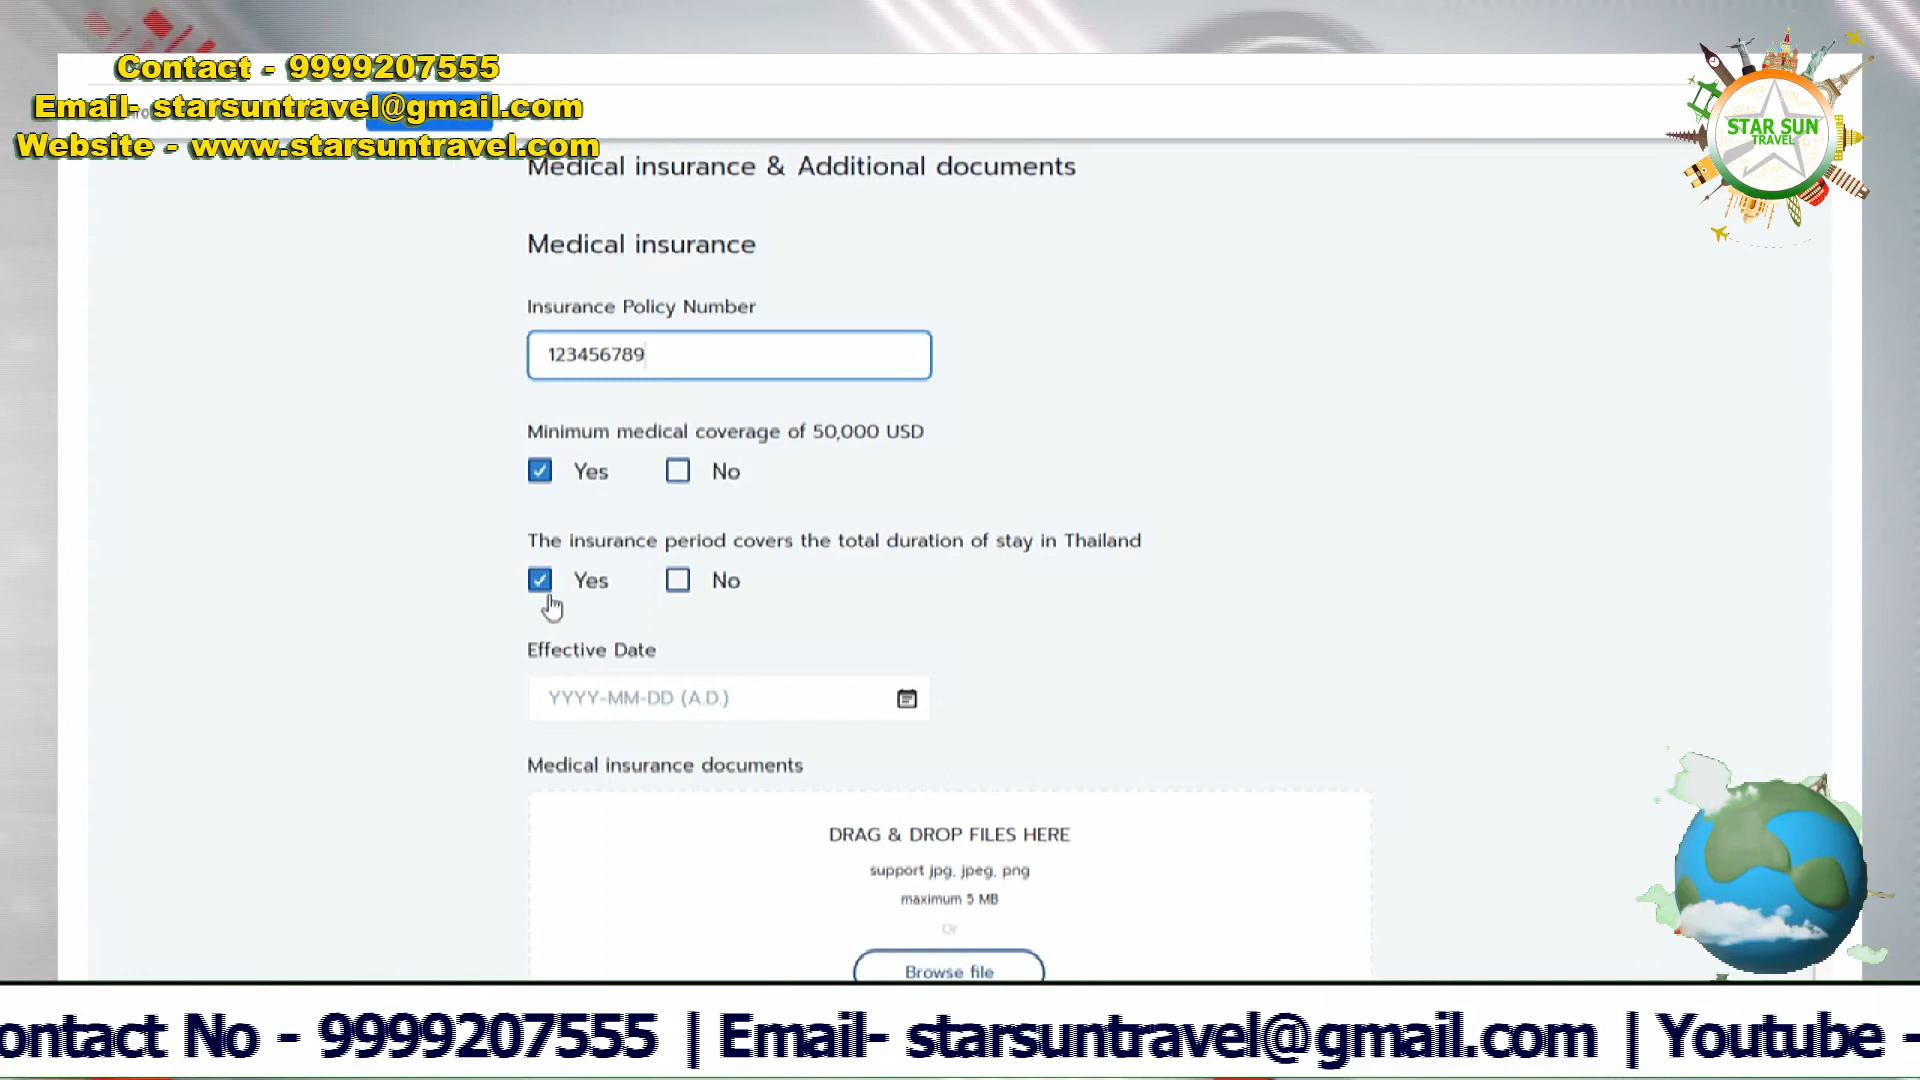 Contact - 9999207555
Email- starsuntravel@gmail.com
Website - www.starsuntravel.com
STAR SUN
TRAVEL
Medical insurance & Additional documents
Medical insurance
Insurance Policy Number
123456789
Minimum medical coverage of 50,000 USD
Yes No
The insurance period covers the total duration of stay in Thailand
Yes No
Effective Date
YYYY-MM-DD (A.D.)
Medical insurance documents
DRAG & DROP FILES HERE
support jpg, jpeg, png
maximum 5 MB
Or
Browse file
ontact No - 9999207555 | Email- starsuntravel@gmail.com | Youtube -